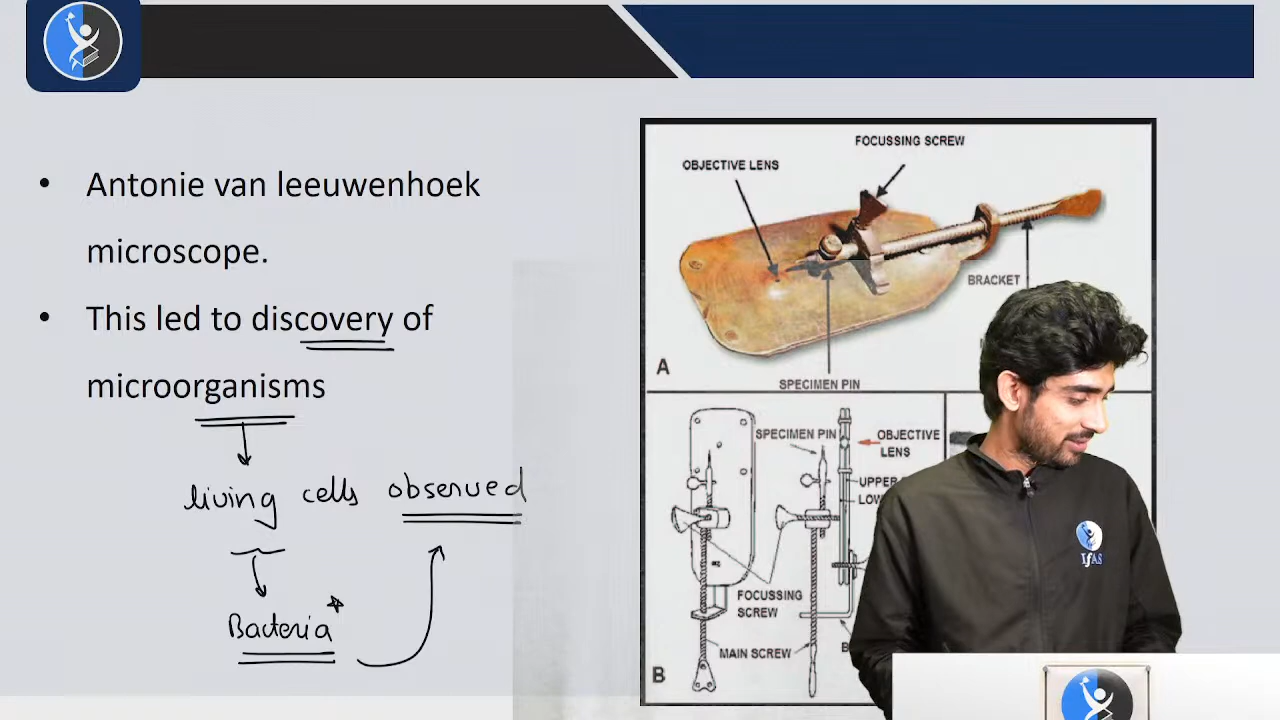 • Antonie van leeuwenhoek
microscope.
• This led to discovery of
microorganisms
living cells observed
Bacteria
FOCUSSING SCREW
OBJECTIVE LENS
BRACKET
A
SPECIMEN PIN
SPECIMEN PIN
OBJECTIVE
LENS
UPPER
FOCUSSING
SCREW
MAIN SCREW
B
IfAS